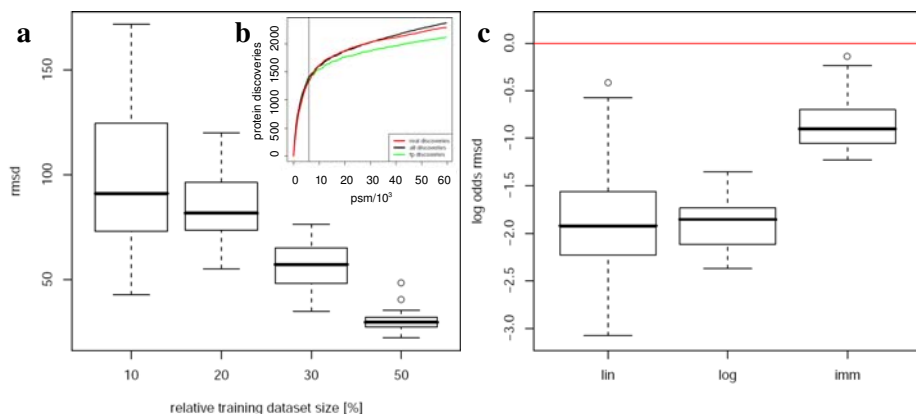 a
rmsd
50
100
150
10
20
30
50
relative training dataset size [%]
b
protein discoveries
0
500
1000
1500
2000
0
10
20
30
40
50
60
psm/10³
all discoveries
c
log odds rmsd
0.0
−0.5
−1.0
−1.5
−2.0
−2.5
−3.0
lin
log
imm